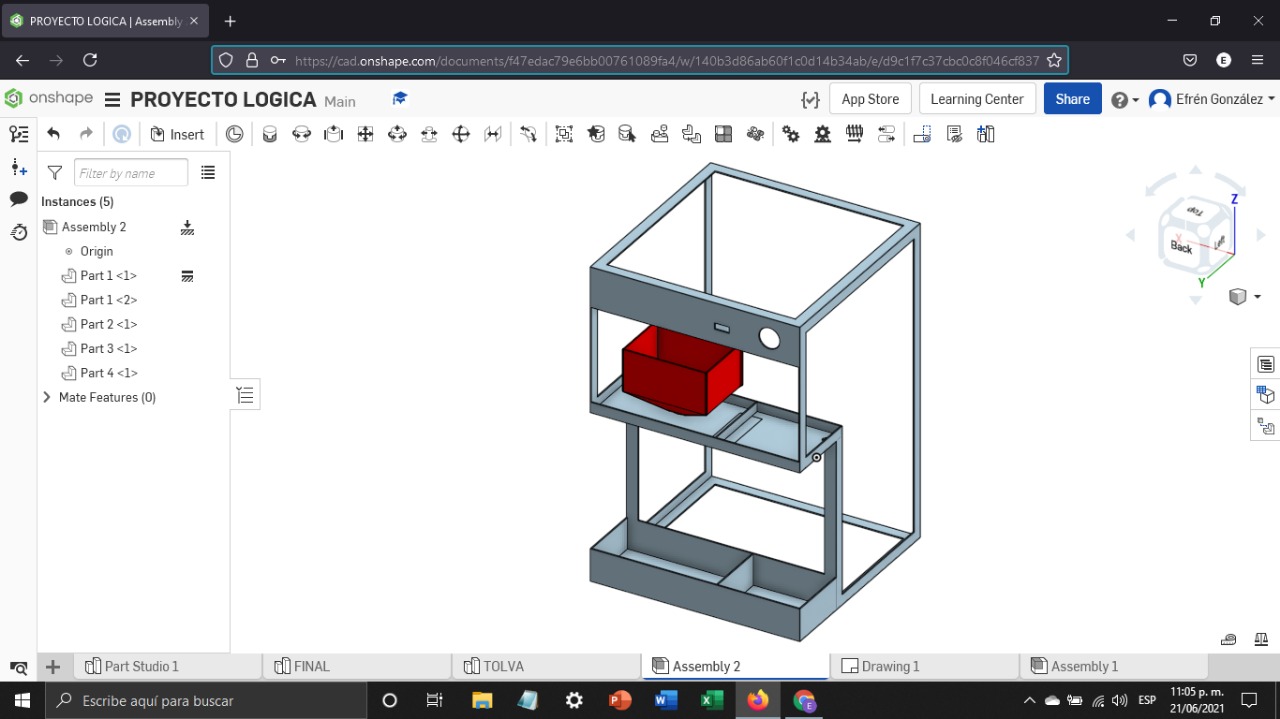 PROYECTO LOGICA | Assembly
https://cad.onshape.com/documents/f47edac79e6bb00761089fa4/w/140b3d86ab60f1c0d14b34ab/e/d9c1f7c37cbc0c8f046cf837
E
onshape PROYECTO LOGICA Main App Store Learning Center Share Efrén González
Insert
Filter by name
Instances (5)
Assembly 2
Origin
Part 1 <1>
Part 1 <2>
Part 2 <1>
Part 3 <1>
Part 4 <1>
Mate Features (0)
Z
Top
X
Back
Left
Y
Part Studio 1 FINAL TOLVA Assembly 2 Drawing 1 Assembly 1
Escribe aquí para buscar
ESP
11:05 p. m.
21/06/2021